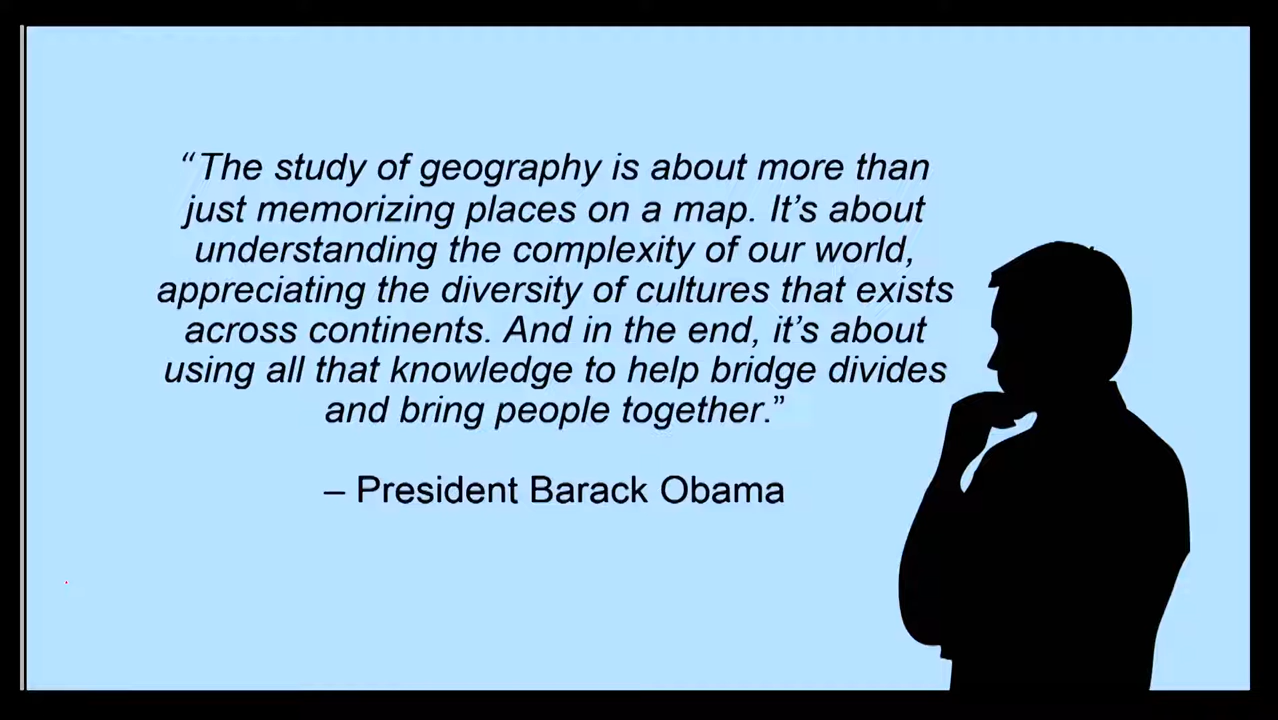 “The study of geography is about more than
just memorizing places on a map. It’s about
understanding the complexity of our world,
appreciating the diversity of cultures that exists
across continents. And in the end, it’s about
using all that knowledge to help bridge divides
and bring people together.”
– President Barack Obama